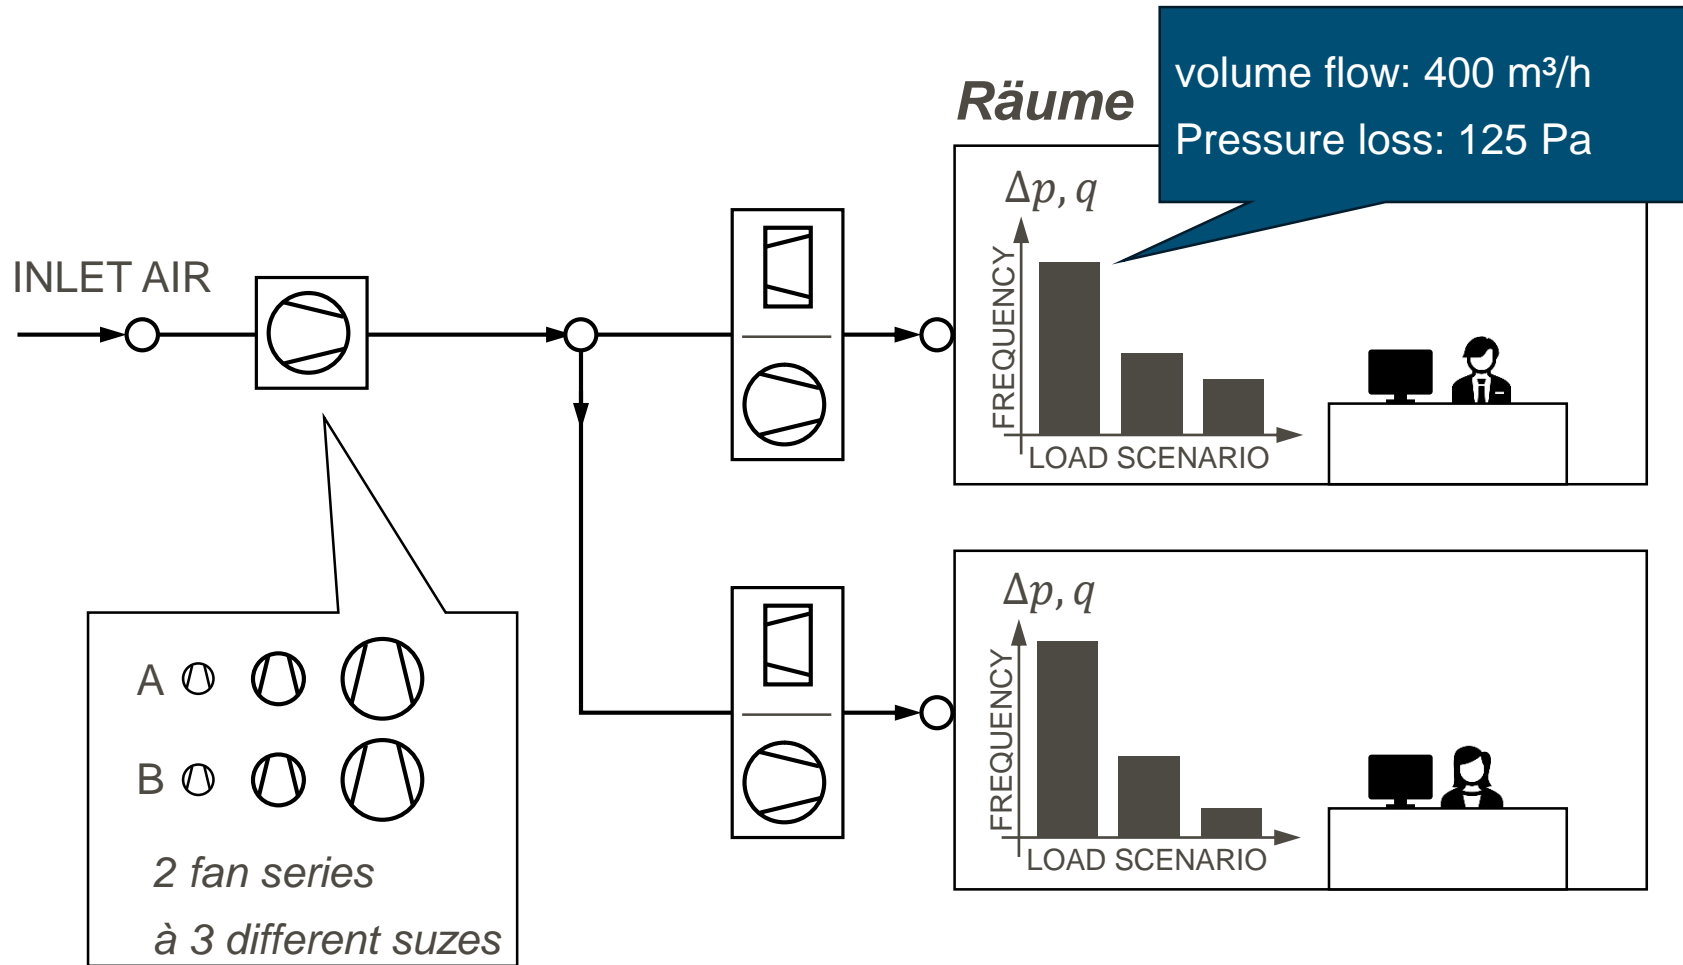 volume flow: 400 m³/h
Pressure loss: 125 Pa
Räume
Δp, q
FREQUENCY
LOAD SCENARIO
INLET AIR
Δp, q
FREQUENCY
LOAD SCENARIO
A
B
2 fan series
à 3 different suzes